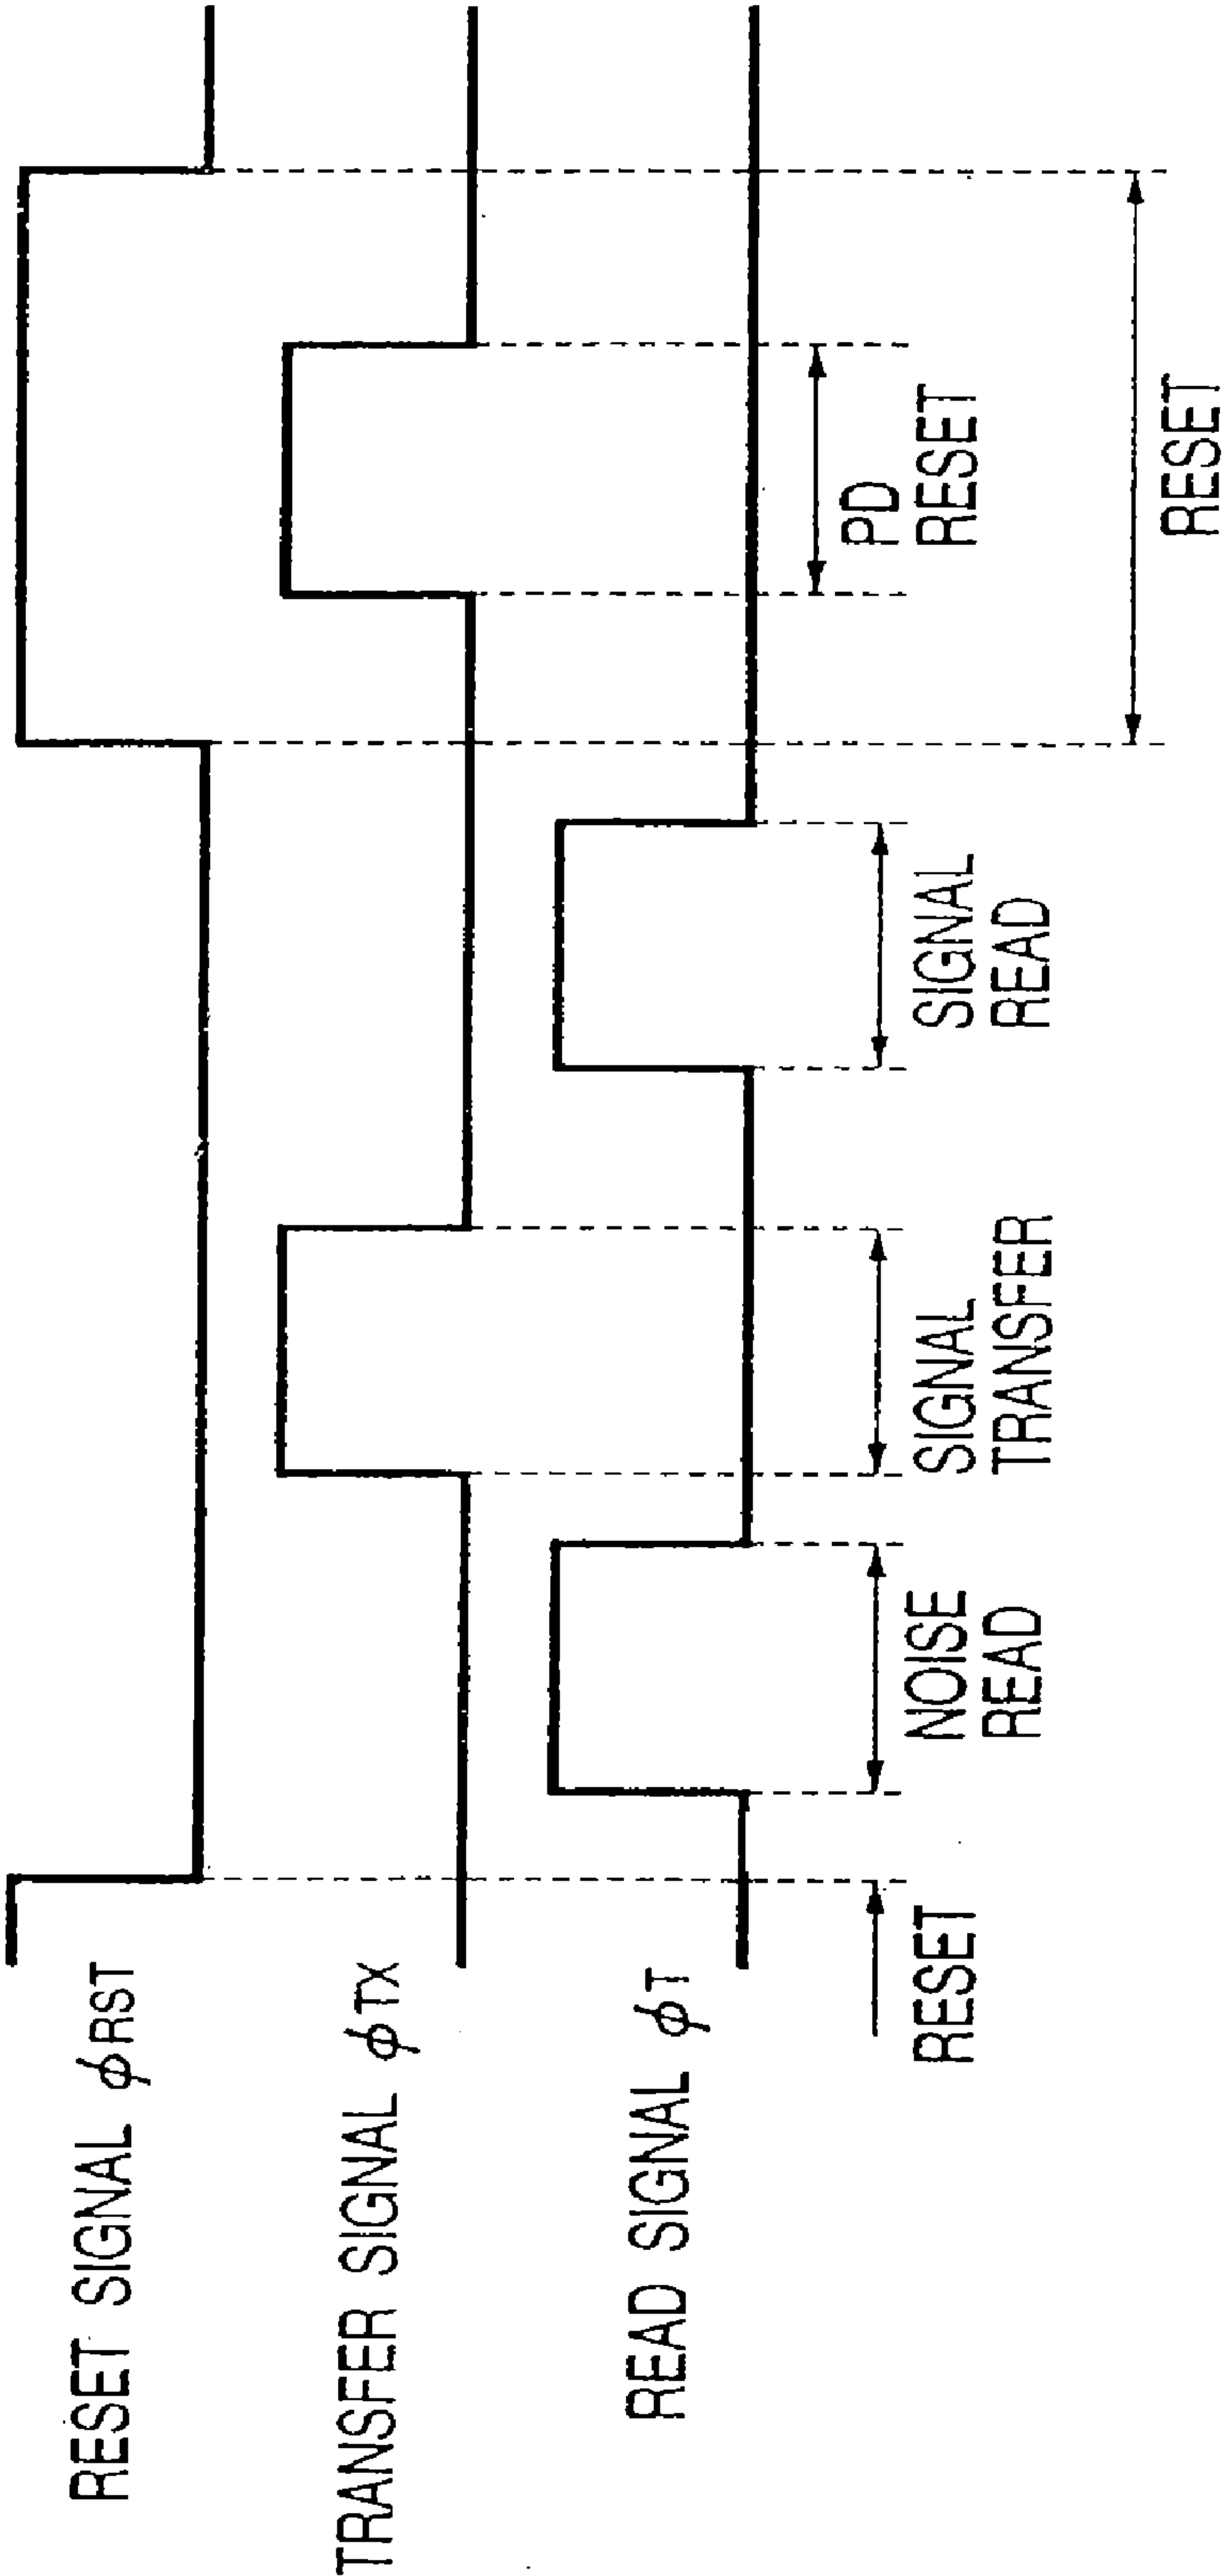 RESET SIGNAL ϕRST
TRANSFER SIGNAL ϕTX
READ SIGNAL ϕT
RESET
NOISE
READ
SIGNAL
TRANSFER
SIGNAL
READ
PD
RESET
RESET